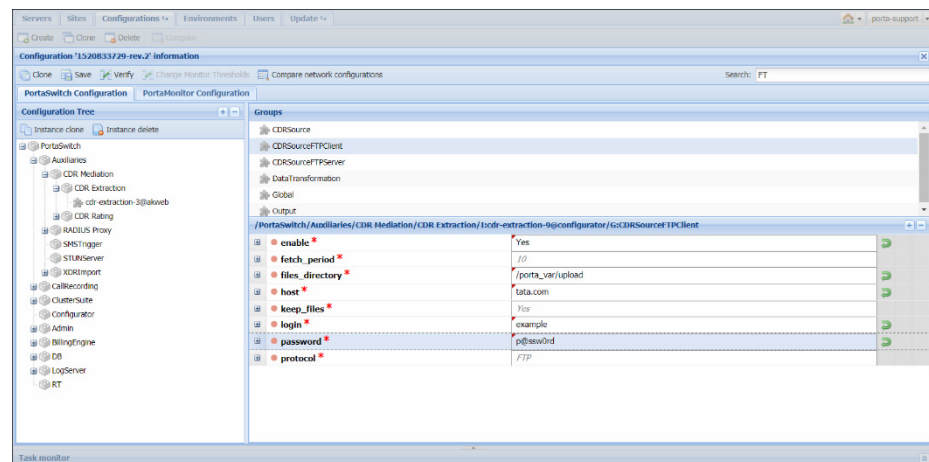 Servers Sites Configurations Environments Users Update porta-support
Create Clone Delete Compare
Configuration '1520833729-rev.2' information
Clone Save Verify Change Monitor Thresholds Compare network configurations Search: FT
PortaSwitch Configuration PortaMonitor Configuration
Configuration Tree
Instance clone Instance delete
PortaSwitch
Auxiliaries
CDR Mediation
CDR Extraction
cdr-extraction-3@akweb
CDR Rating
RADIUS Proxy
SMSTrigger
STUNServer
XDRImport
CallRecording
ClusterSuite
Configurator
Admin
BillingEngine
DB
LogServer
RT
Groups
CDRSource
CDRSourceFTPClient
CDRSourceFTPServer
DataTransformation
Global
Output
/PortaSwitch/Auxiliaries/CDR Mediation/CDR Extraction/I:cdr-extraction-9@configurator/G:CDRSourceFTPClient
enable * Yes
fetch_period * 10
files_directory * /porta_var/upload
host * tata.com
keep_files * Yes
login * example
password * p@ssw0rd
protocol * FTP
Task monitor